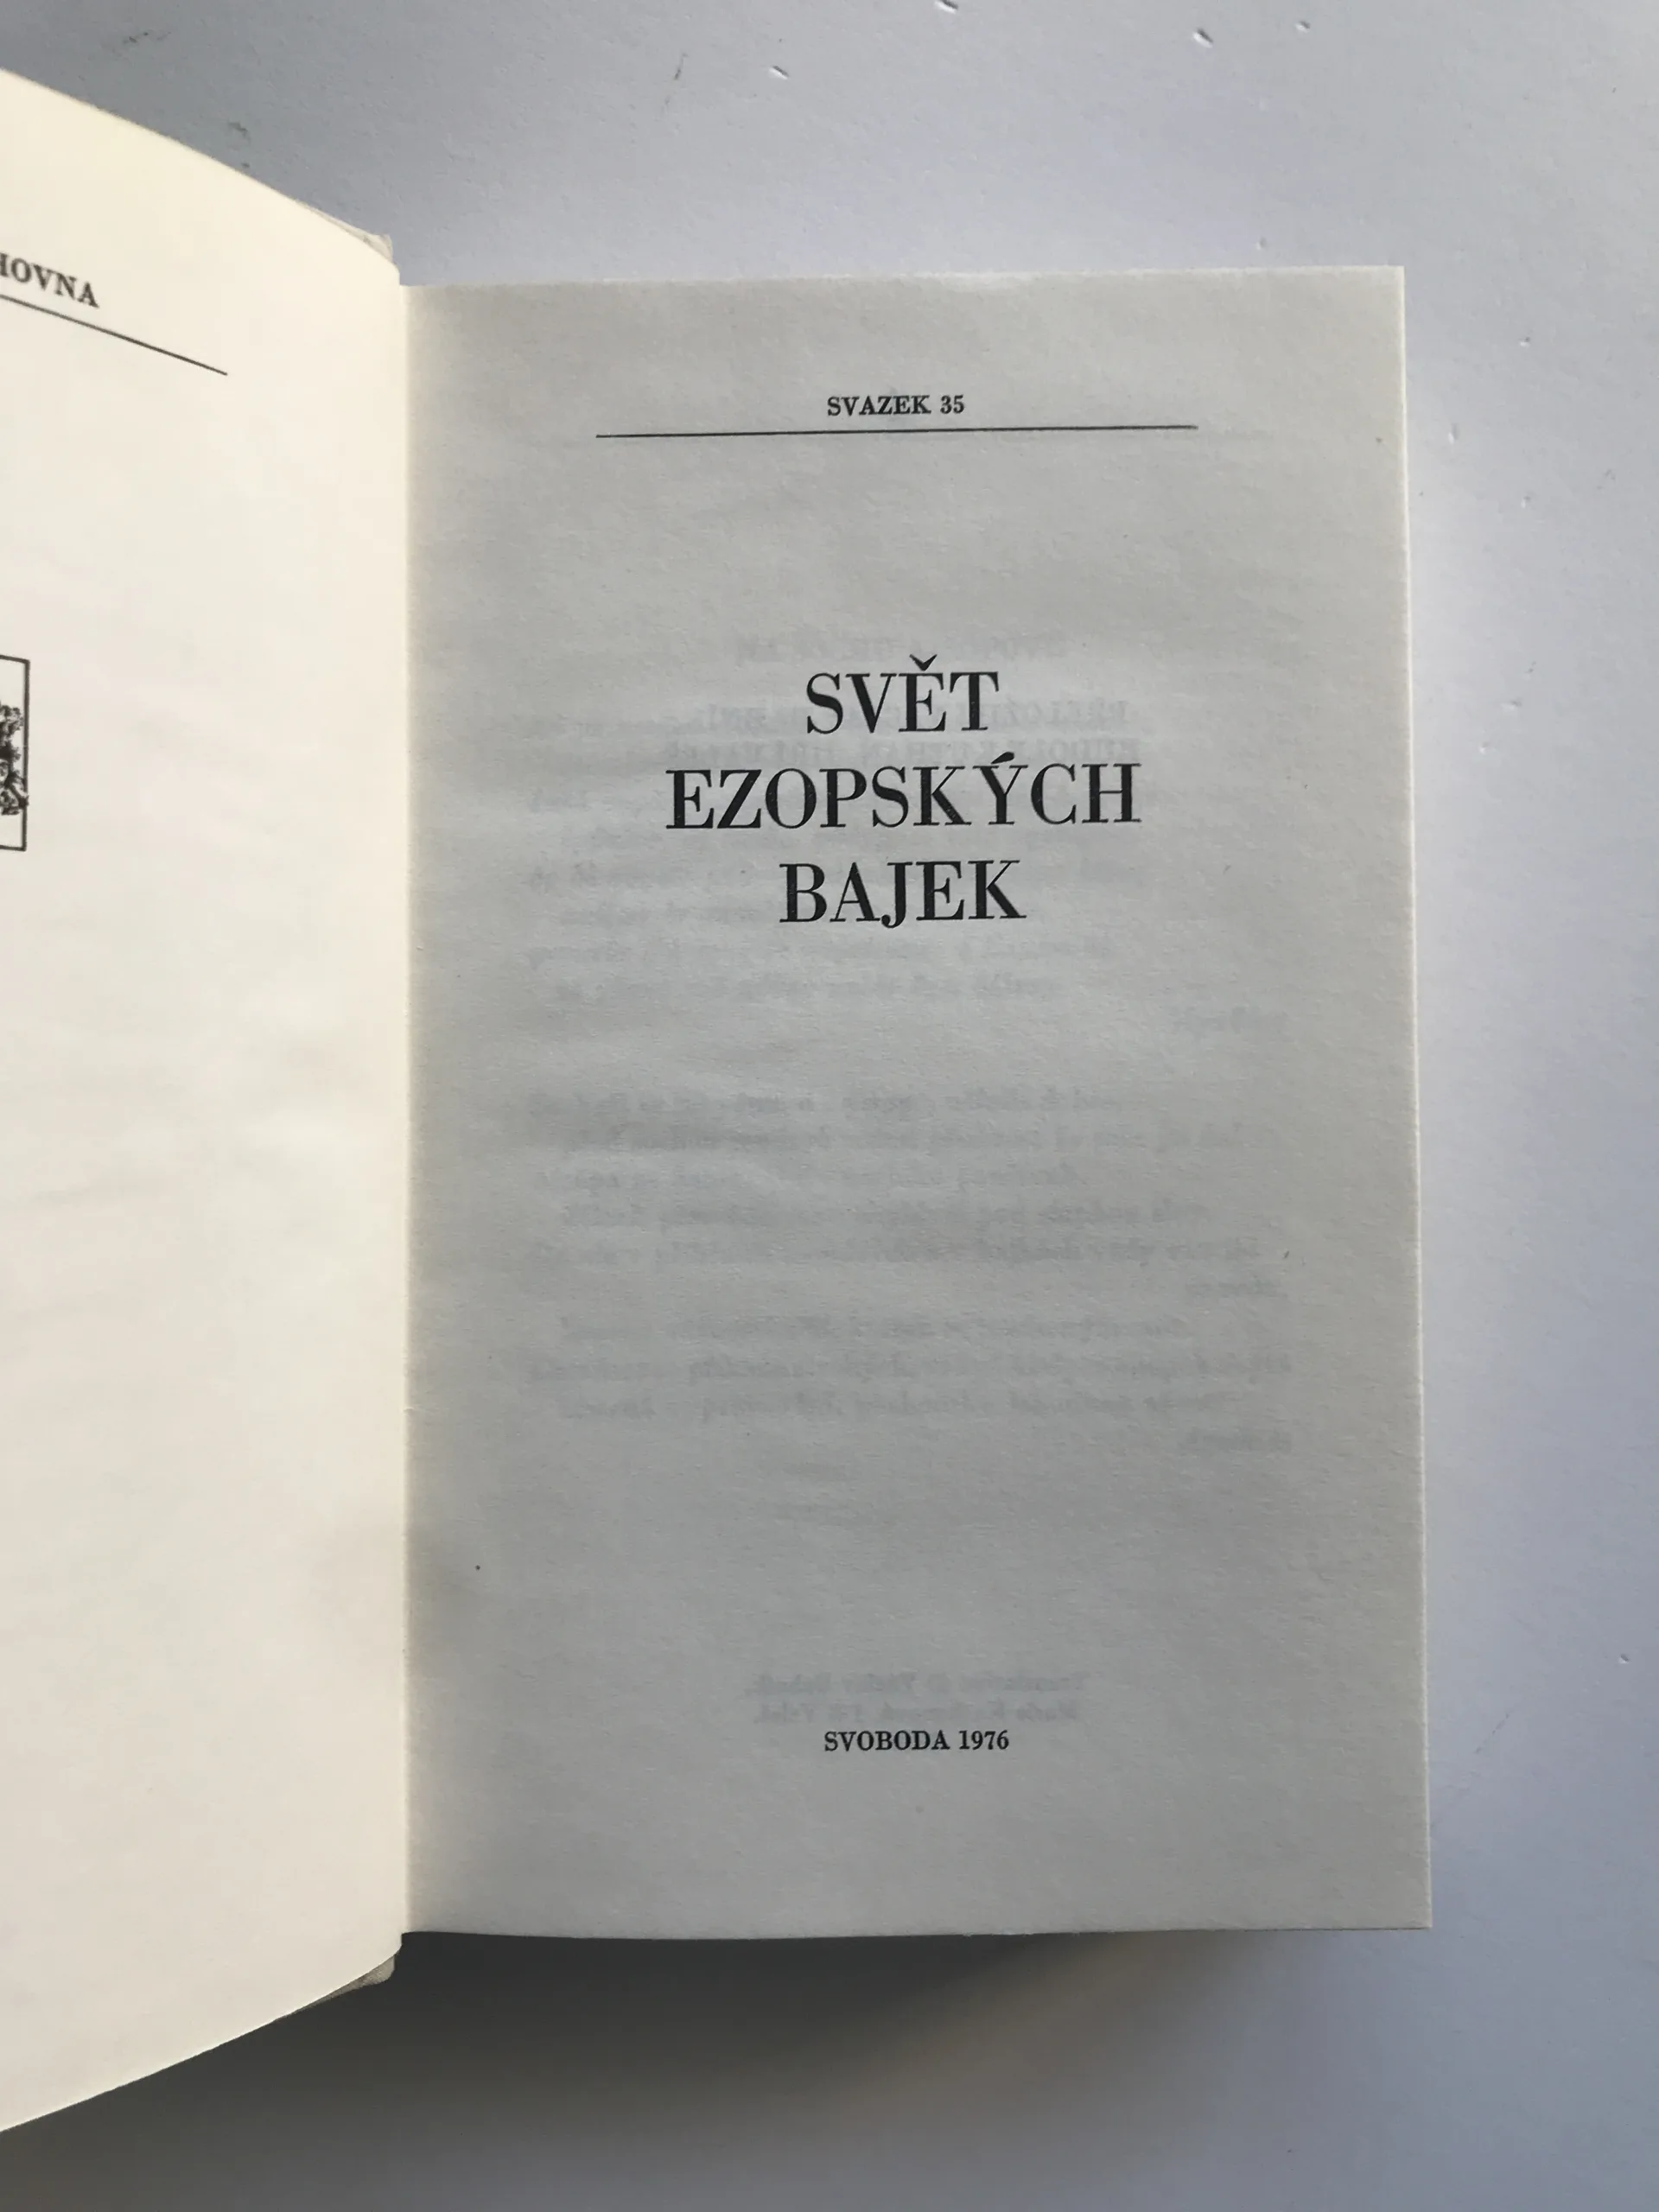 HOVNA
SVAZEK 35
SVĚT
EZOPSKÝCH
BAJEK
SVOBODA 1976